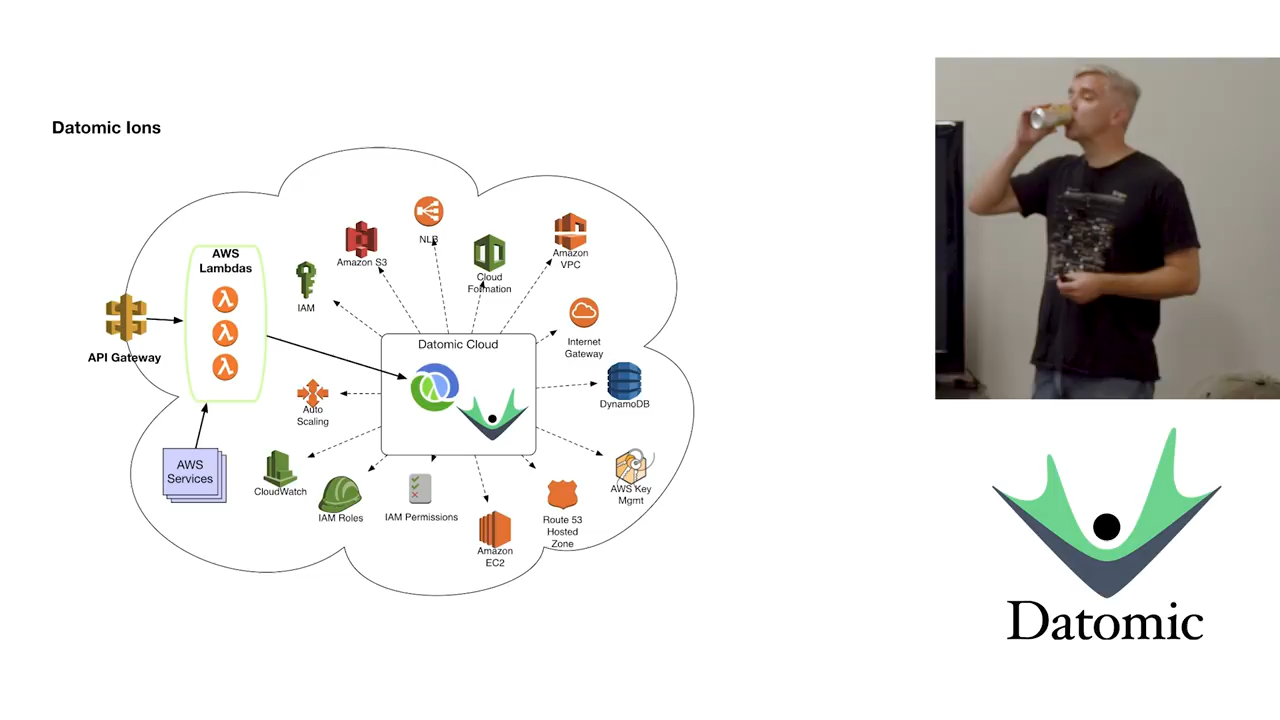 Datomic Ions
AWS
Lambdas
API Gateway
AWS
Services
IAM
Amazon S3
NLB
Cloud
Formation
Amazon
VPC
Internet
Gateway
Datomic Cloud
DynamoDB
Auto
Scaling
CloudWatch
IAM Roles
IAM Permissions
Amazon
EC2
Route 53
Hosted
Zone
AWS Key
Mgmt
Datomic